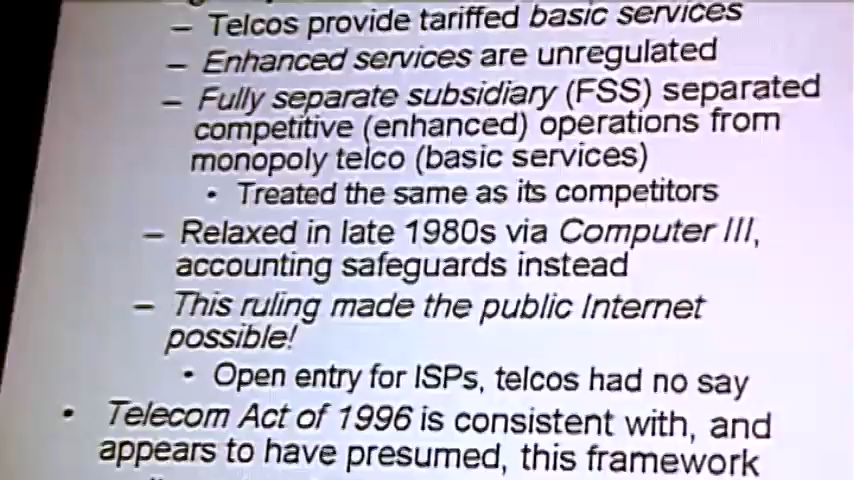 – Telcos provide tariffed basic services
– Enhanced services are unregulated
– Fully separate subsidiary (FSS) separated
competitive (enhanced) operations from
monopoly telco (basic services)
• Treated the same as its competitors
– Relaxed in late 1980s via Computer III,
accounting safeguards instead
– This ruling made the public Internet
possible!
• Open entry for ISPs, telcos had no say
• Telecom Act of 1996 is consistent with, and
appears to have presumed, this framework